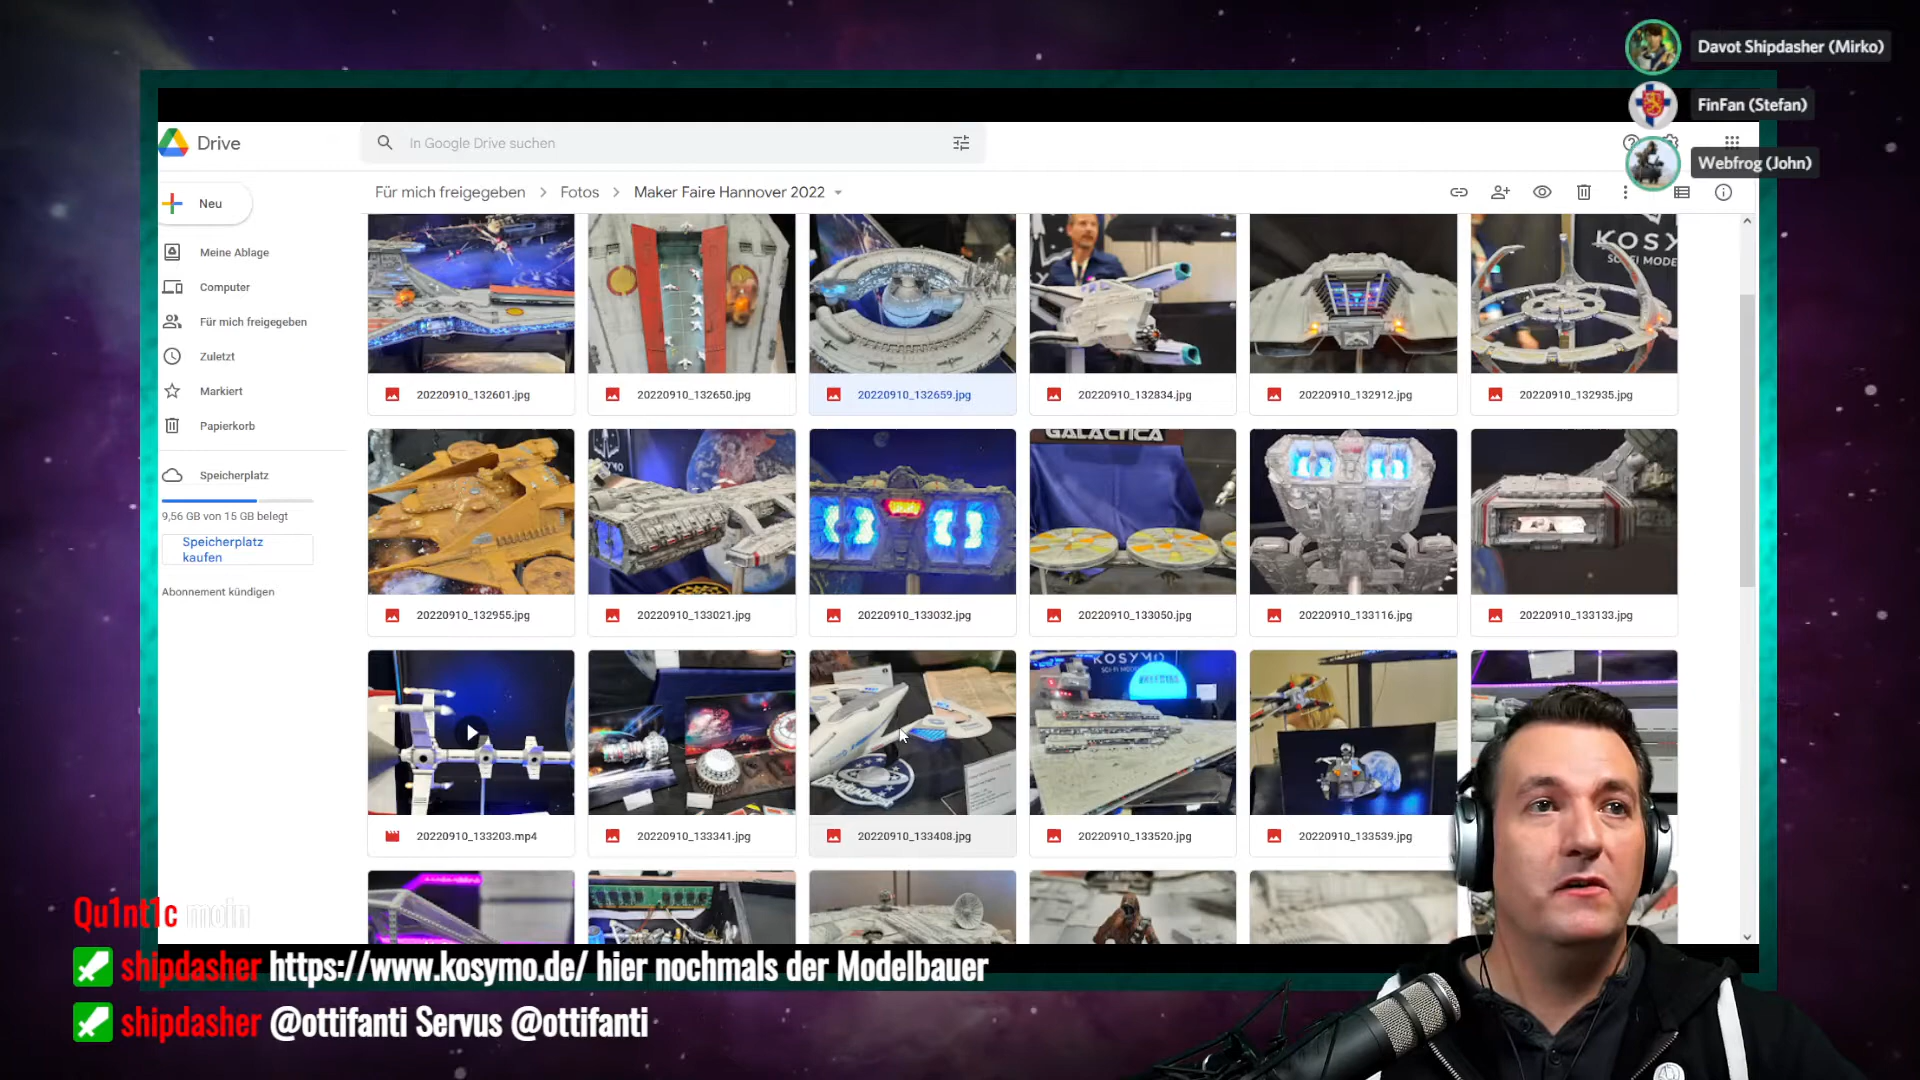 Davot Shipdasher (Mirko)
FinFan (Stefan)
Webfrog (John)
Drive
In Google Drive suchen
Neu
Für mich freigegeben
Fotos
Maker Faire Hannover 2022
Meine Ablage
Computer
Für mich freigegeben
Zuletzt
Markiert
Papierkorb
Speicherplatz
9,56 GB von 15 GB belegt
Speicherplatz
kaufen
Abonnement kündigen
KOSY
SCI-FI MODE
20220910_132601.jpg
20220910_132650.jpg
20220910_132659.jpg
20220910_132834.jpg
20220910_132912.jpg
20220910_132935.jpg
GALACTICA
20220910_132955.jpg
20220910_133021.jpg
20220910_133032.jpg
20220910_133050.jpg
20220910_133116.jpg
20220910_133133.jpg
KOSYMO
20220910_133203.mp4
20220910_133341.jpg
20220910_133408.jpg
20220910_133520.jpg
20220910_133539.jpg
Qu1nt1c moin
shipdasher https://www.kosymo.de/ hier nochmals der Modelbauer
shipdasher @ottifanti Servus @ottifanti